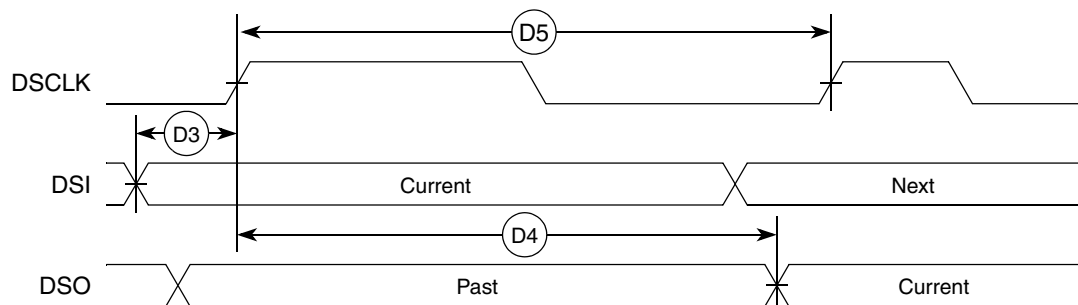 D5
DSCLK
D3
DSI Current Next
D4
DSO Past Current